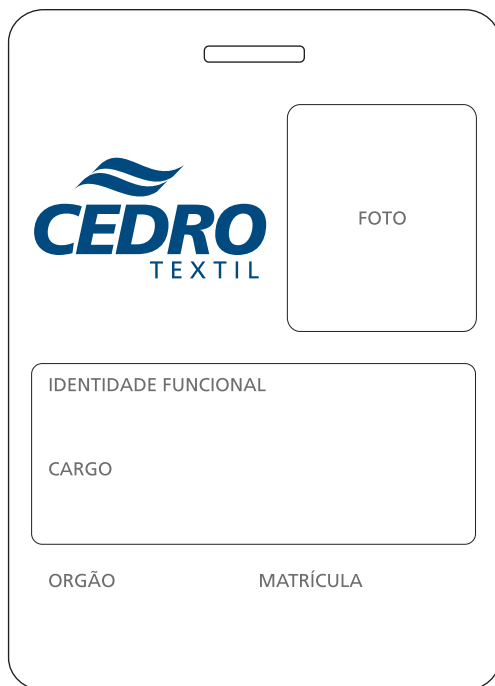 CEDRO
TEXTIL
FOTO
IDENTIDADE FUNCIONAL
CARGO
ORGÃO MATRÍCULA